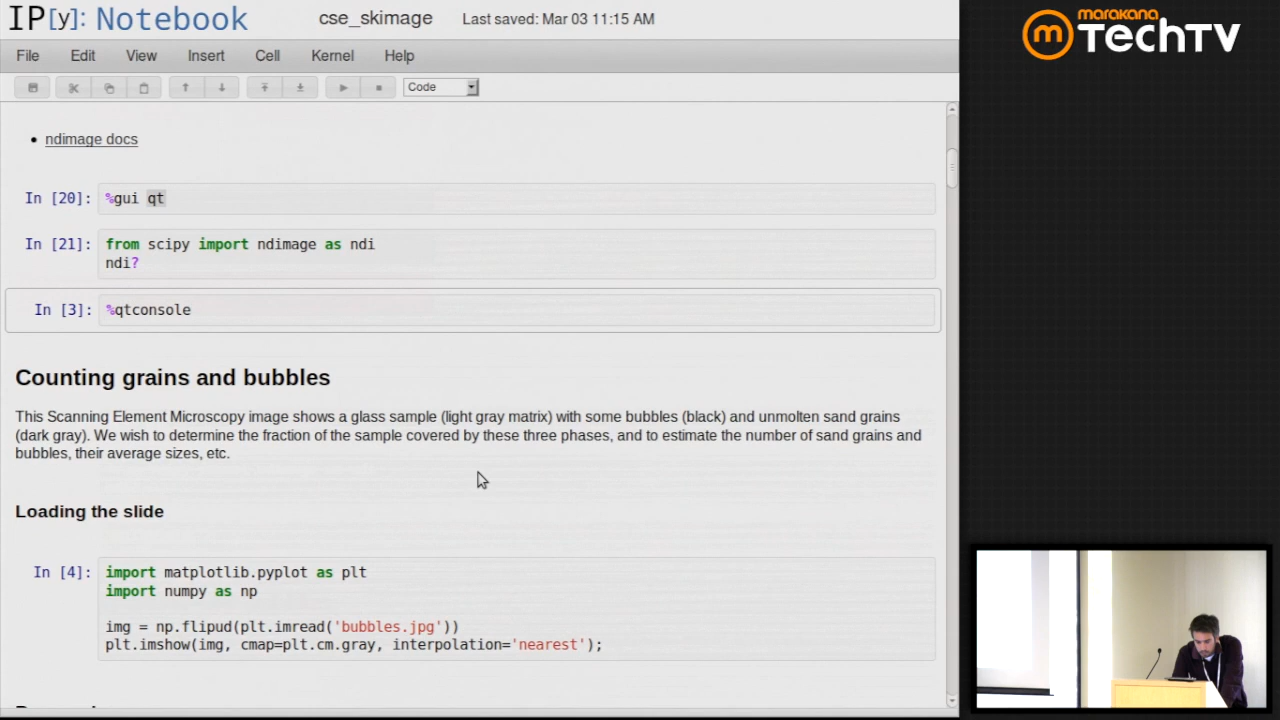 IP[y]: Notebook
cse_skimage
Last saved: Mar 03 11:15 AM
marakana
m TechTV
File Edit View Insert Cell Kernel Help
Code
• ndimage docs
In [20]: %gui qt
In [21]: from scipy import ndimage as ndi
ndi?
In [3]: %qtconsole
Counting grains and bubbles
This Scanning Element Microscopy image shows a glass sample (light gray matrix) with some bubbles (black) and unmolten sand grains
(dark gray). We wish to determine the fraction of the sample covered by these three phases, and to estimate the number of sand grains and
bubbles, their average sizes, etc.
Loading the slide
In [4]: import matplotlib.pyplot as plt
import numpy as np
img = np.flipud(plt.imread('bubbles.jpg'))
plt.imshow(img, cmap=plt.cm.gray, interpolation='nearest');